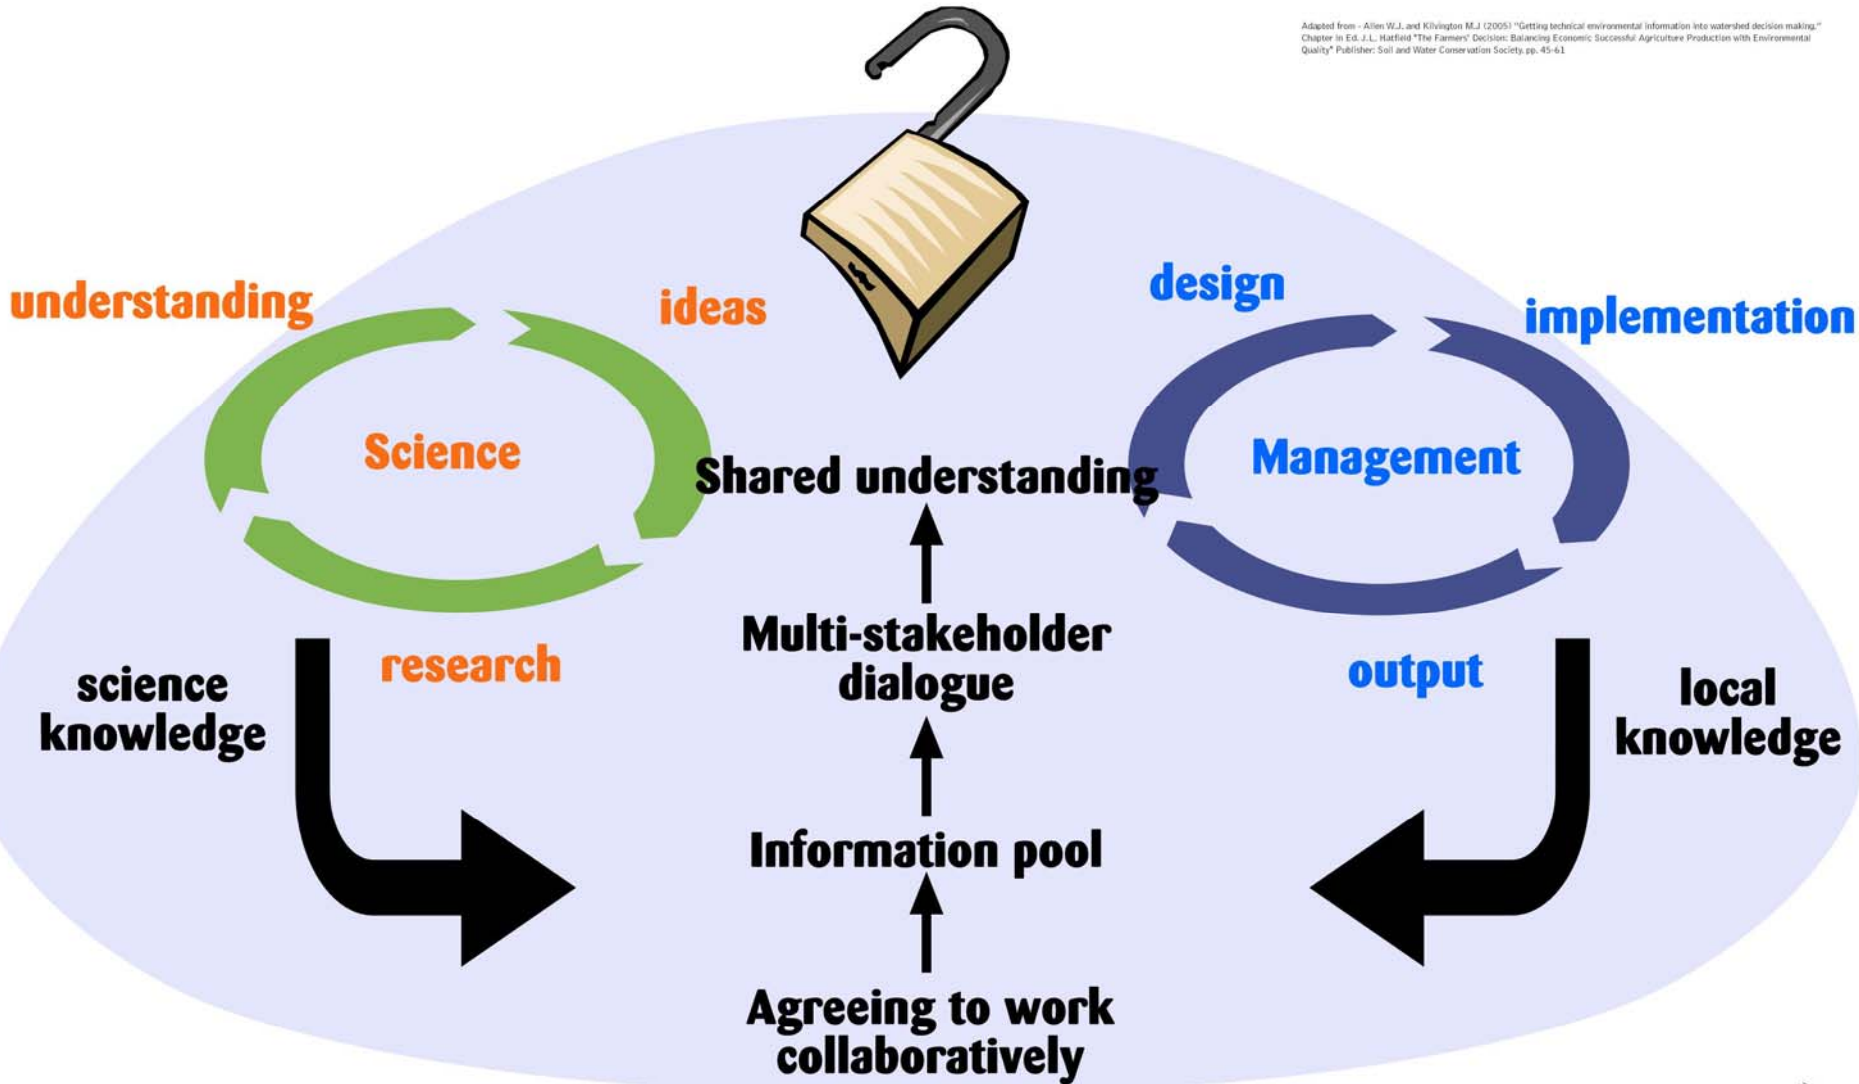 Adapted from - Allen W.J. and Kilvington M.J (2005) "Getting technical environmental information into watershed decision making."
Chapter in Ed. J.L. Hatfield "The Farmers' Decision: Balancing Economic Successful Agriculture Production with Environmental
Quality" Publisher: Soil and Water Conservation Society. pp. 45-61
understanding
ideas
design
implementation
Science
Management
Shared understanding
Multi-stakeholder
dialogue
research
output
science
knowledge
local
knowledge
Information pool
Agreeing to work
collaboratively